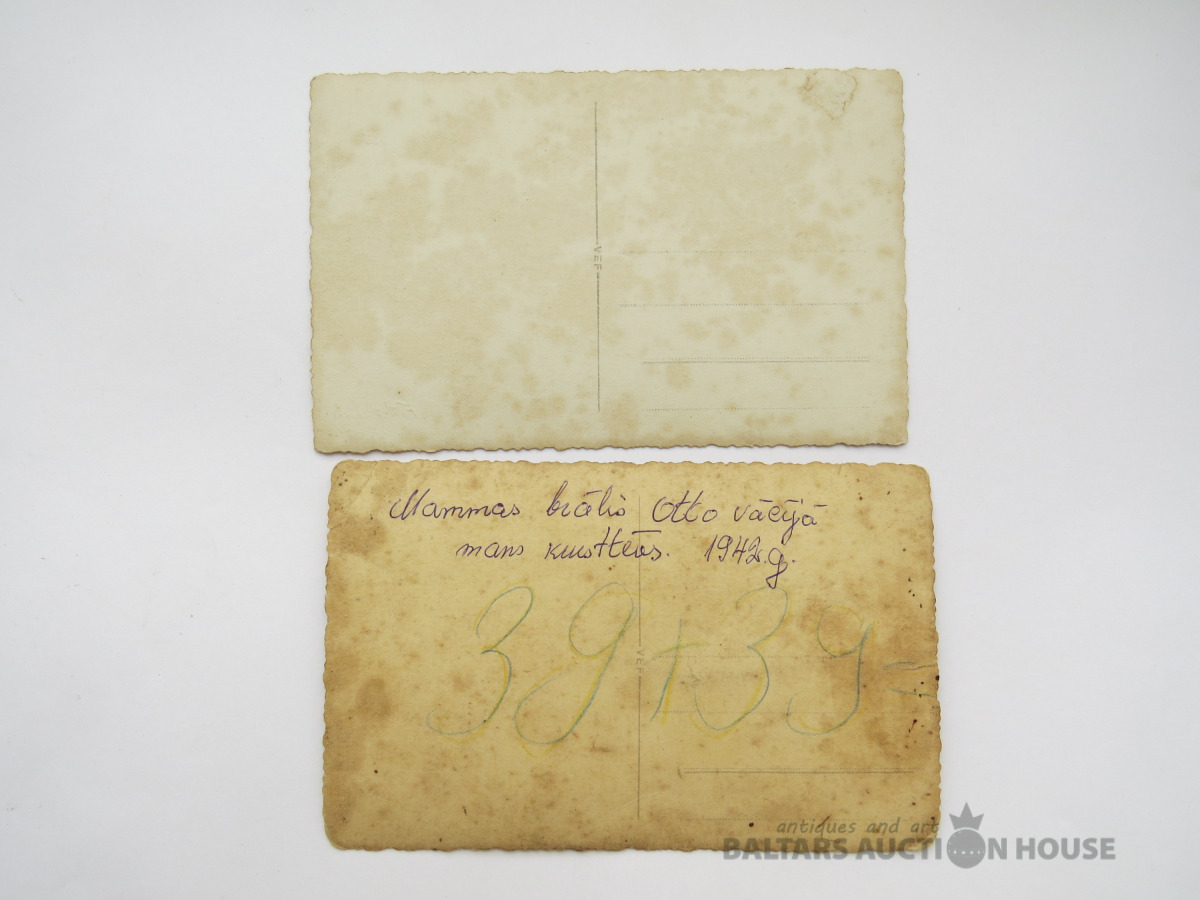 VEF
Mammas brālis Otto vācijā
mans krusttēvs. 1942.g.
39+39=
VEF
antiques and art
BALTARS AUCTION HOUSE